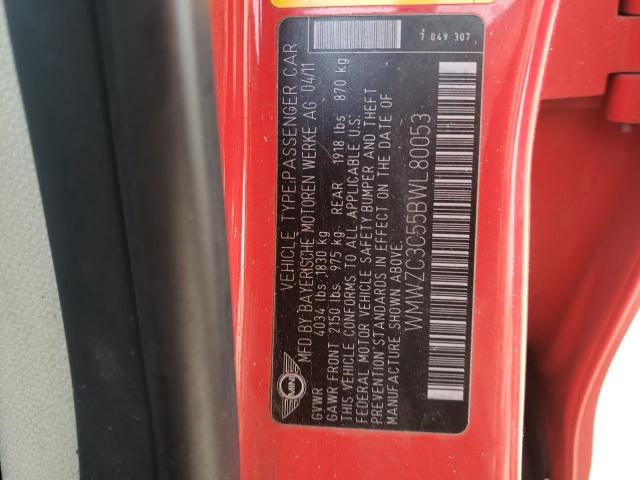 7 049 307
MINI
VEHICLE TYPE:PASSENGER CAR
MFD BY BAYERISCHE MOTOREN WERKE AG 04/11
GVWR 4034 lbs 1830 kg
GAWR FRONT 2150 lbs 975 kg REAR 1918 lbs 870 kg
THIS VEHICLE CONFORMS TO ALL APPLICABLE U.S.
FEDERAL MOTOR VEHICLE SAFETY BUMPER AND THEFT
PREVENTION STANDARDS IN EFFECT ON THE DATE OF
MANUFACTURE SHOWN ABOVE.
WMWZC3C55BWL80053